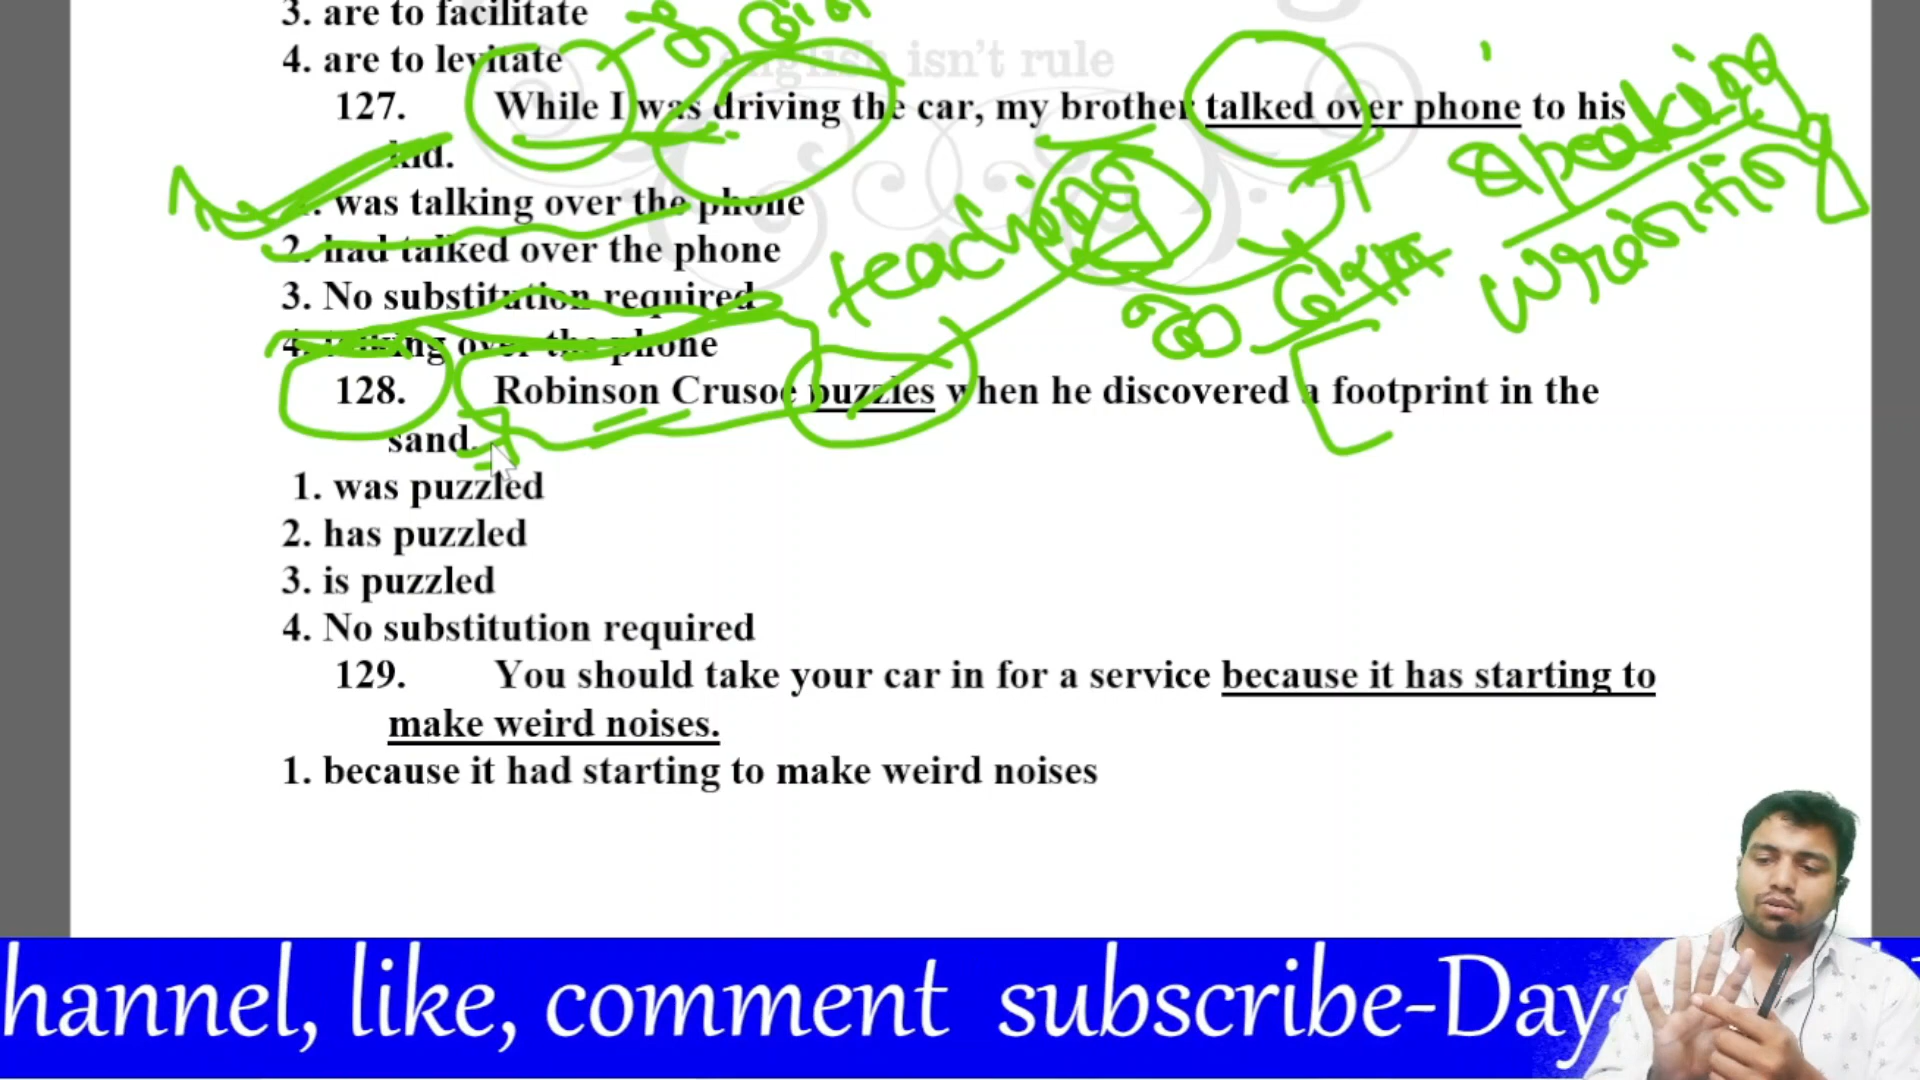 3. are to facilitate
4. are to levitate
english isn't rule
127. While I was driving the car, my brother talked over phone to his
kid.
1. was talking over the phone
2. had talked over the phone
3. No substitution required
4. talking over the phone
teaching
speaking
writing
128. Robinson Crusoe puzzles when he discovered a footprint in the
sand.
1. was puzzled
2. has puzzled
3. is puzzled
4. No substitution required
129. You should take your car in for a service because it has starting to
make weird noises.
1. because it had starting to make weird noises
hannel, like, comment subscribe-Day